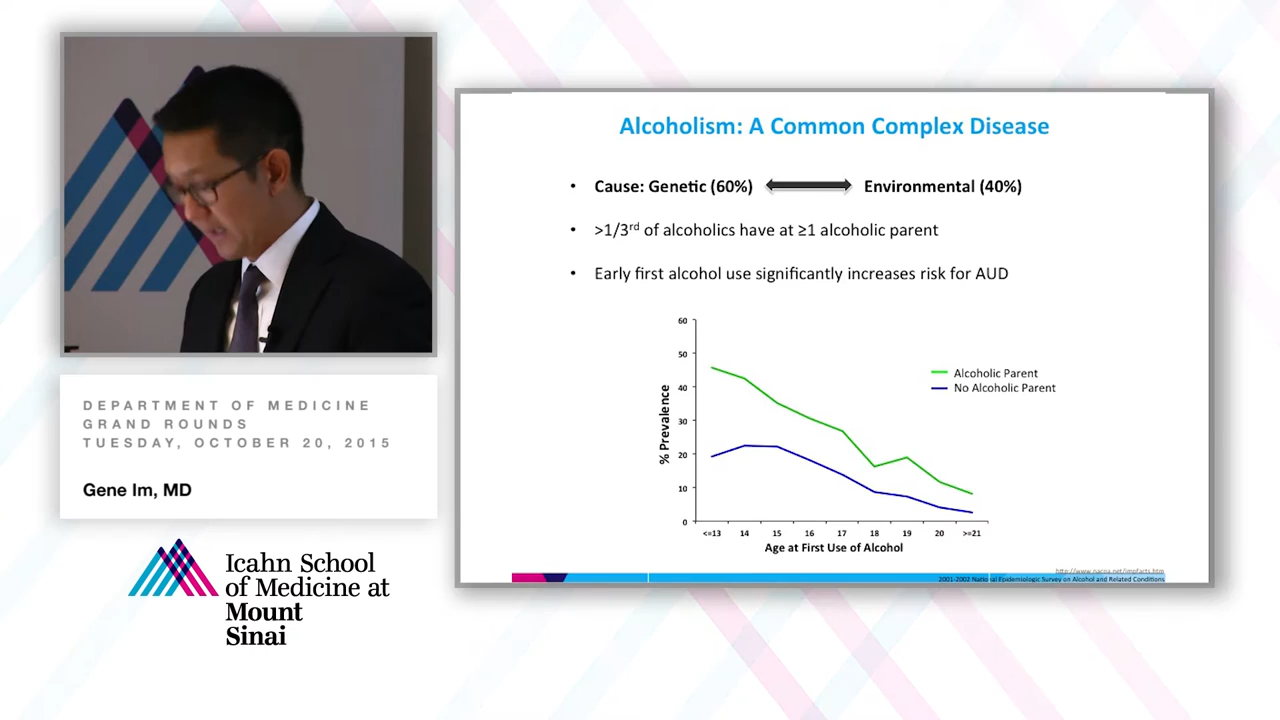 DEPARTMENT OF MEDICINE
GRAND ROUNDS
TUESDAY, OCTOBER 20, 2015
Gene Im, MD
Icahn School
of Medicine at
Mount
Sinai
Alcoholism: A Common Complex Disease
• Cause: Genetic (60%) Environmental (40%)
• >1/3rd of alcoholics have at ≥1 alcoholic parent
• Early first alcohol use significantly increases risk for AUD
60
50
40
30
20
10
0
% Prevalence
Alcoholic Parent
No Alcoholic Parent
<=13 14 15 16 17 18 19 20 >=21
Age at First Use of Alcohol
2001-2002 National Epidemiologic Survey on Alcohol and Related Conditions